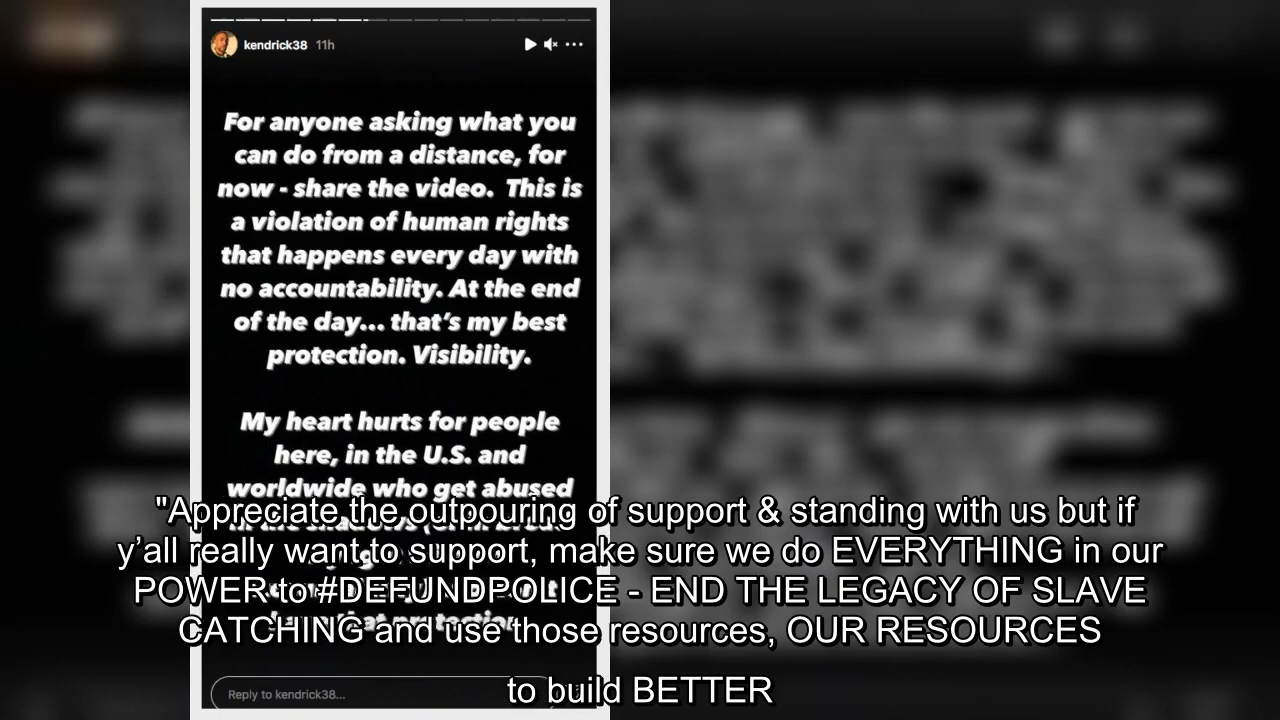 kendrick38 11h
For anyone asking what you
can do from a distance, for
now - share the video. This is
a violation of human rights
that happens every day with
no accountability. At the end
of the day... that's my best
protection. Visibility.
My heart hurts for people
here, in the U.S. and
worldwide who get abused
"Appreciate the outpouring of support & standing with us but if
y’all really want to support, make sure we do EVERYTHING in our
POWER to #DEFUNDPOLICE - END THE LEGACY OF SLAVE
CATCHING and use those resources, OUR RESOURCES
to build BETTER
Reply to kendrick38...